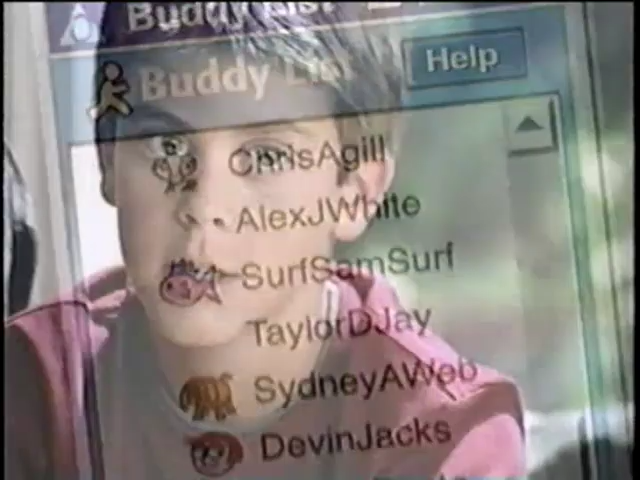 Buddy List
Buddy List
Help
ChrisAgill
AlexJWhite
SurfSamSurf
TaylorDJay
SydneyAWeb
DevinJacks